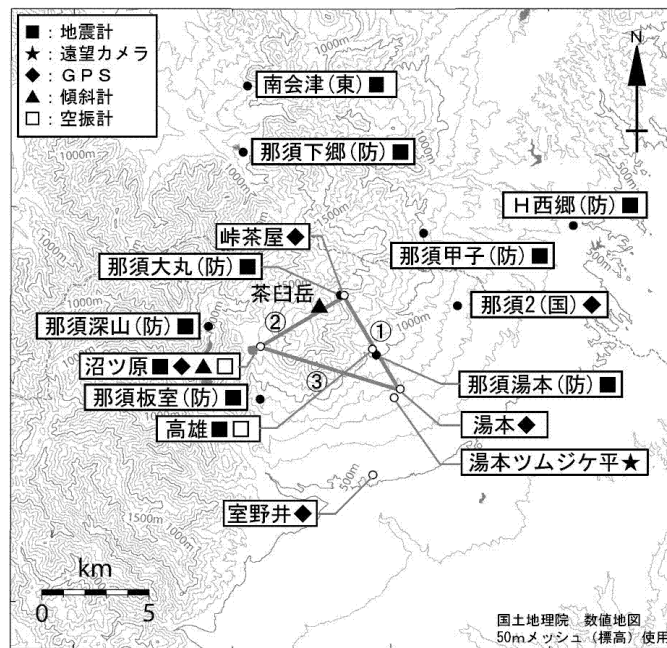 ■:地震計
★:遠望カメラ
◆:GPS
▲:傾斜計
□:空振計
N
1000m
南会津(東)■
那須下郷(防)■
1000m
500m
H西郷(防)■
峠茶屋◆
那須甲子(防)■
那須大丸(防)■
茶臼岳
那須2(国)◆
②
①
1000m
那須深山(防)■
沼ツ原■◆▲□
③
那須湯本(防)■
那須板室(防)■
高雄■□
湯本◆
湯本ツムジケ平★
500m
室野井◆
1500m
1000m
km
0 5
国土地理院 数値地図
50mメッシュ(標高)使用